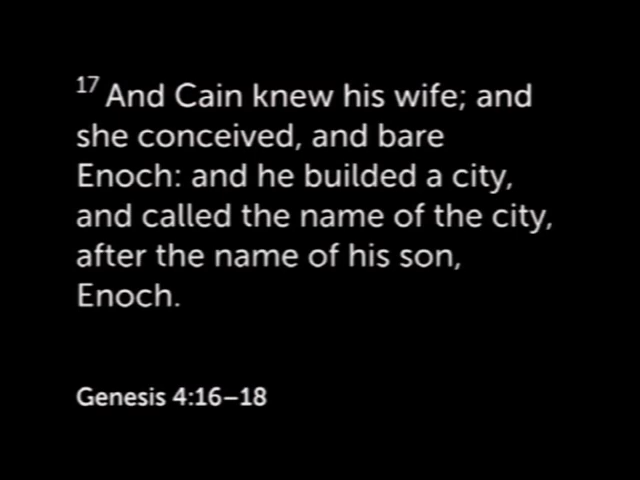 17 And Cain knew his wife; and
she conceived, and bare
Enoch: and he builded a city,
and called the name of the city,
after the name of his son,
Enoch.
Genesis 4:16–18